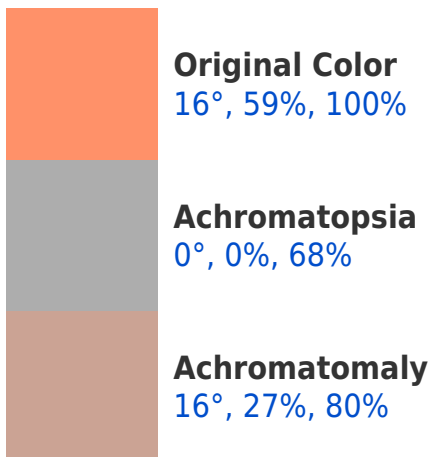 Original Color
16°, 59%, 100%
Achromatopsia
0°, 0%, 68%
Achromatomaly
16°, 27%, 80%